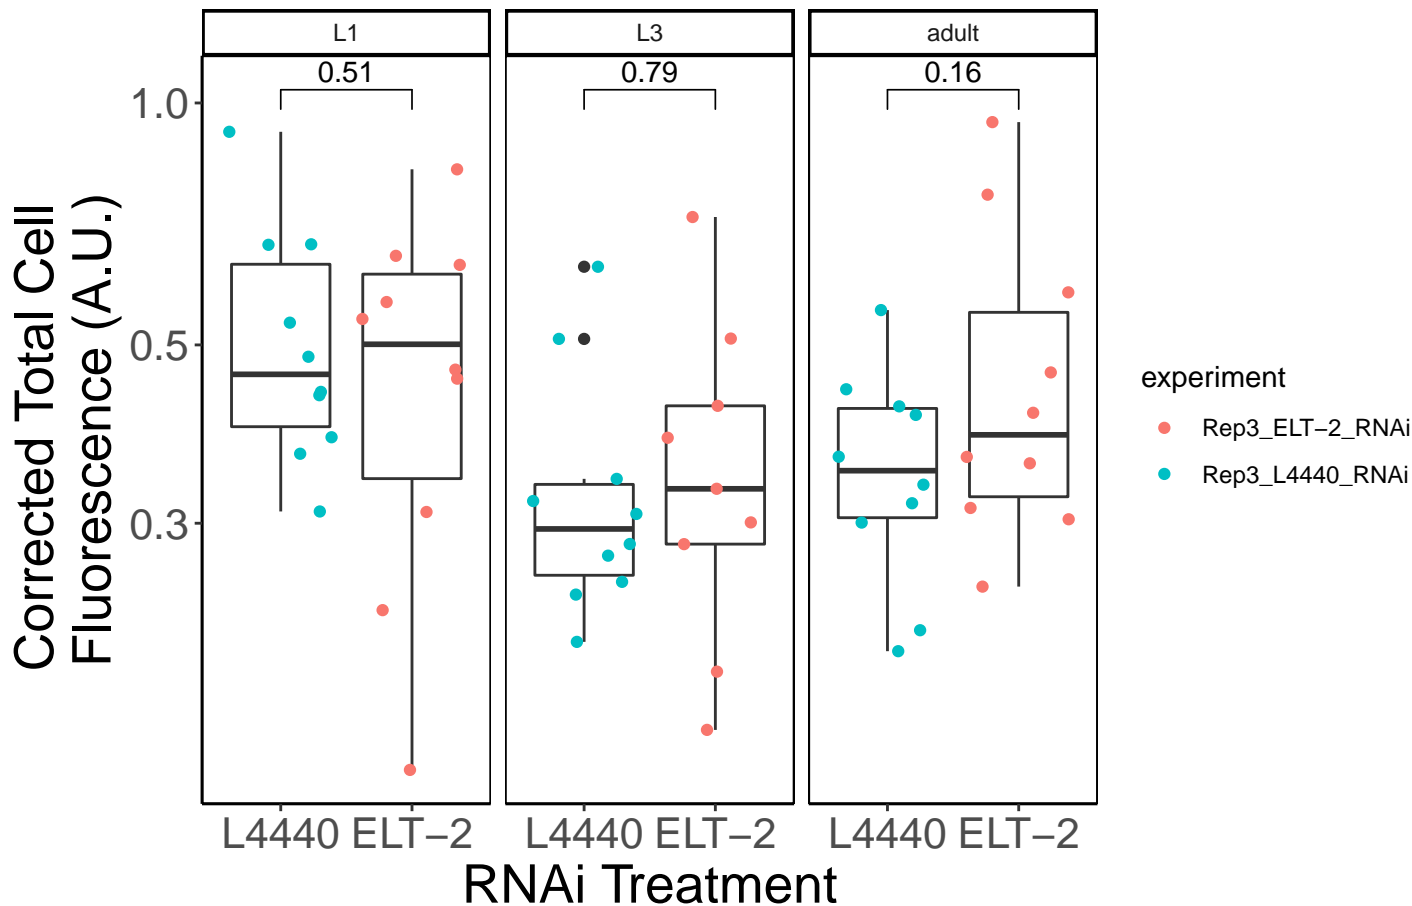 L1
L3
adult
0.51
0.79
0.16
1.0
0.5
0.3
Corrected Total Cell
Fluorescence (A.U.)
L4440 ELT−2
L4440 ELT−2
L4440 ELT−2
RNAi Treatment
experiment
Rep3_ELT−2_RNAi
Rep3_L4440_RNAi